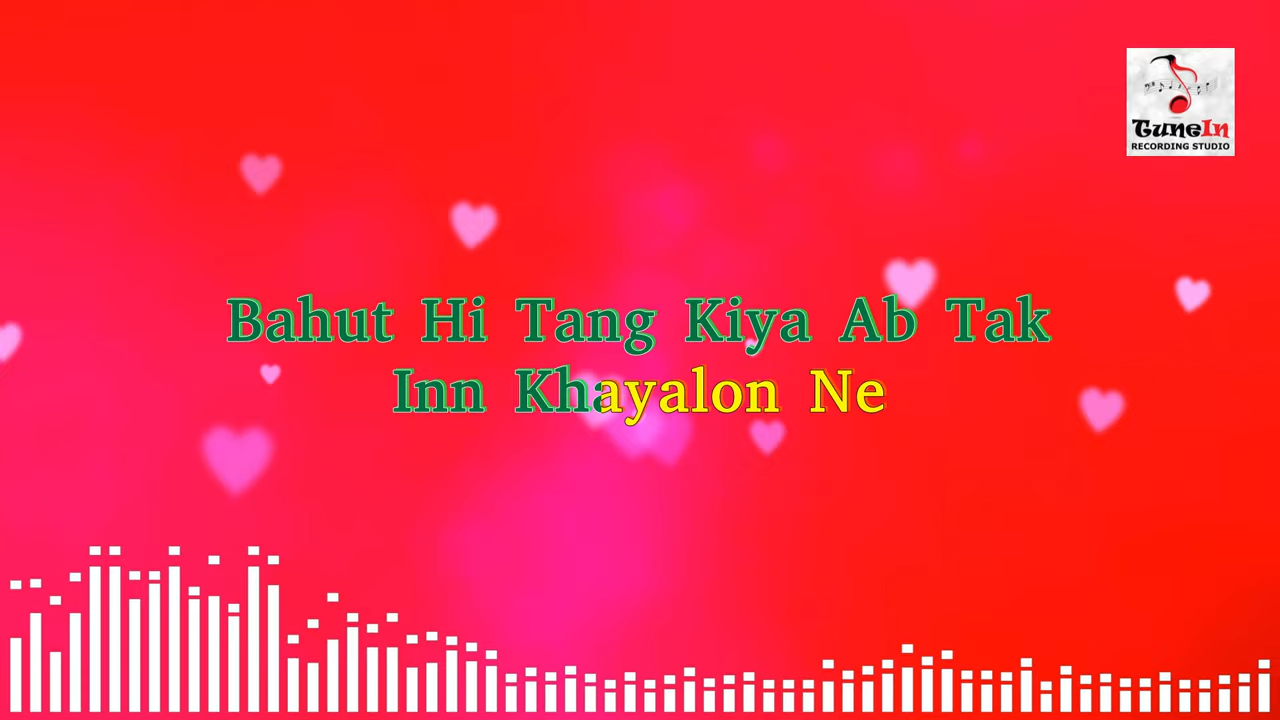 TuneIn
RECORDING STUDIO
Bahut Hi Tang Kiya Ab Tak
Inn Khayalon Ne